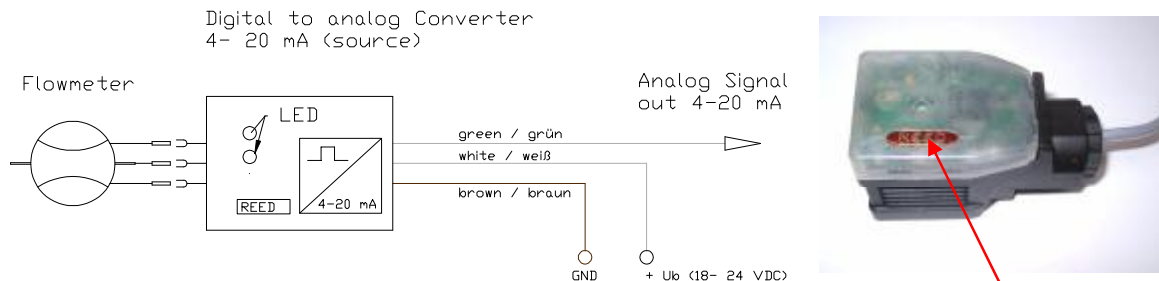 Digital to analog Converter
4- 20 mA (source)
Flowmeter
LED
Analog Signal
out 4-20 mA
green / grün
white / weiß
brown / braun
REED
4-20 mA
GND
+ Ub (18- 24 VDC)
REED